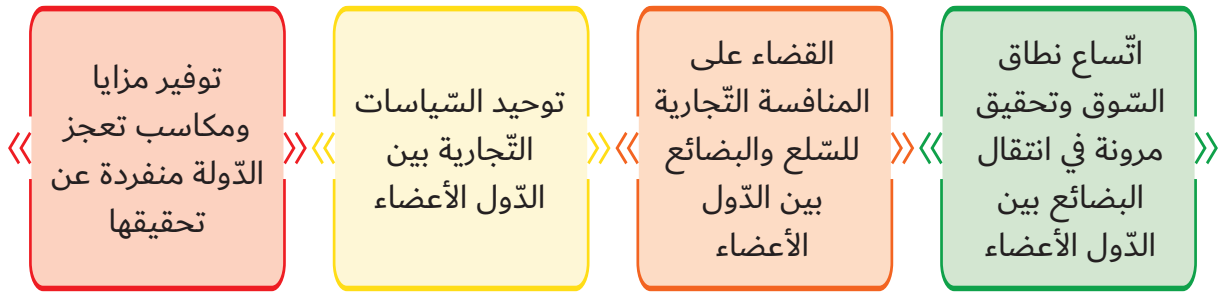 اتّساع نطاق
السّوق وتحقيق
مرونة في انتقال
البضائع بين
الدّول الأعضاء
القضاء على
المنافسة التّجارية
للسّلع والبضائع
بين الدّول
الأعضاء
توحيد السّياسات
التّجارية بين
الدّول الأعضاء
توفير مزايا
ومكاسب تعجز
الدّولة منفردة عن
تحقيقها